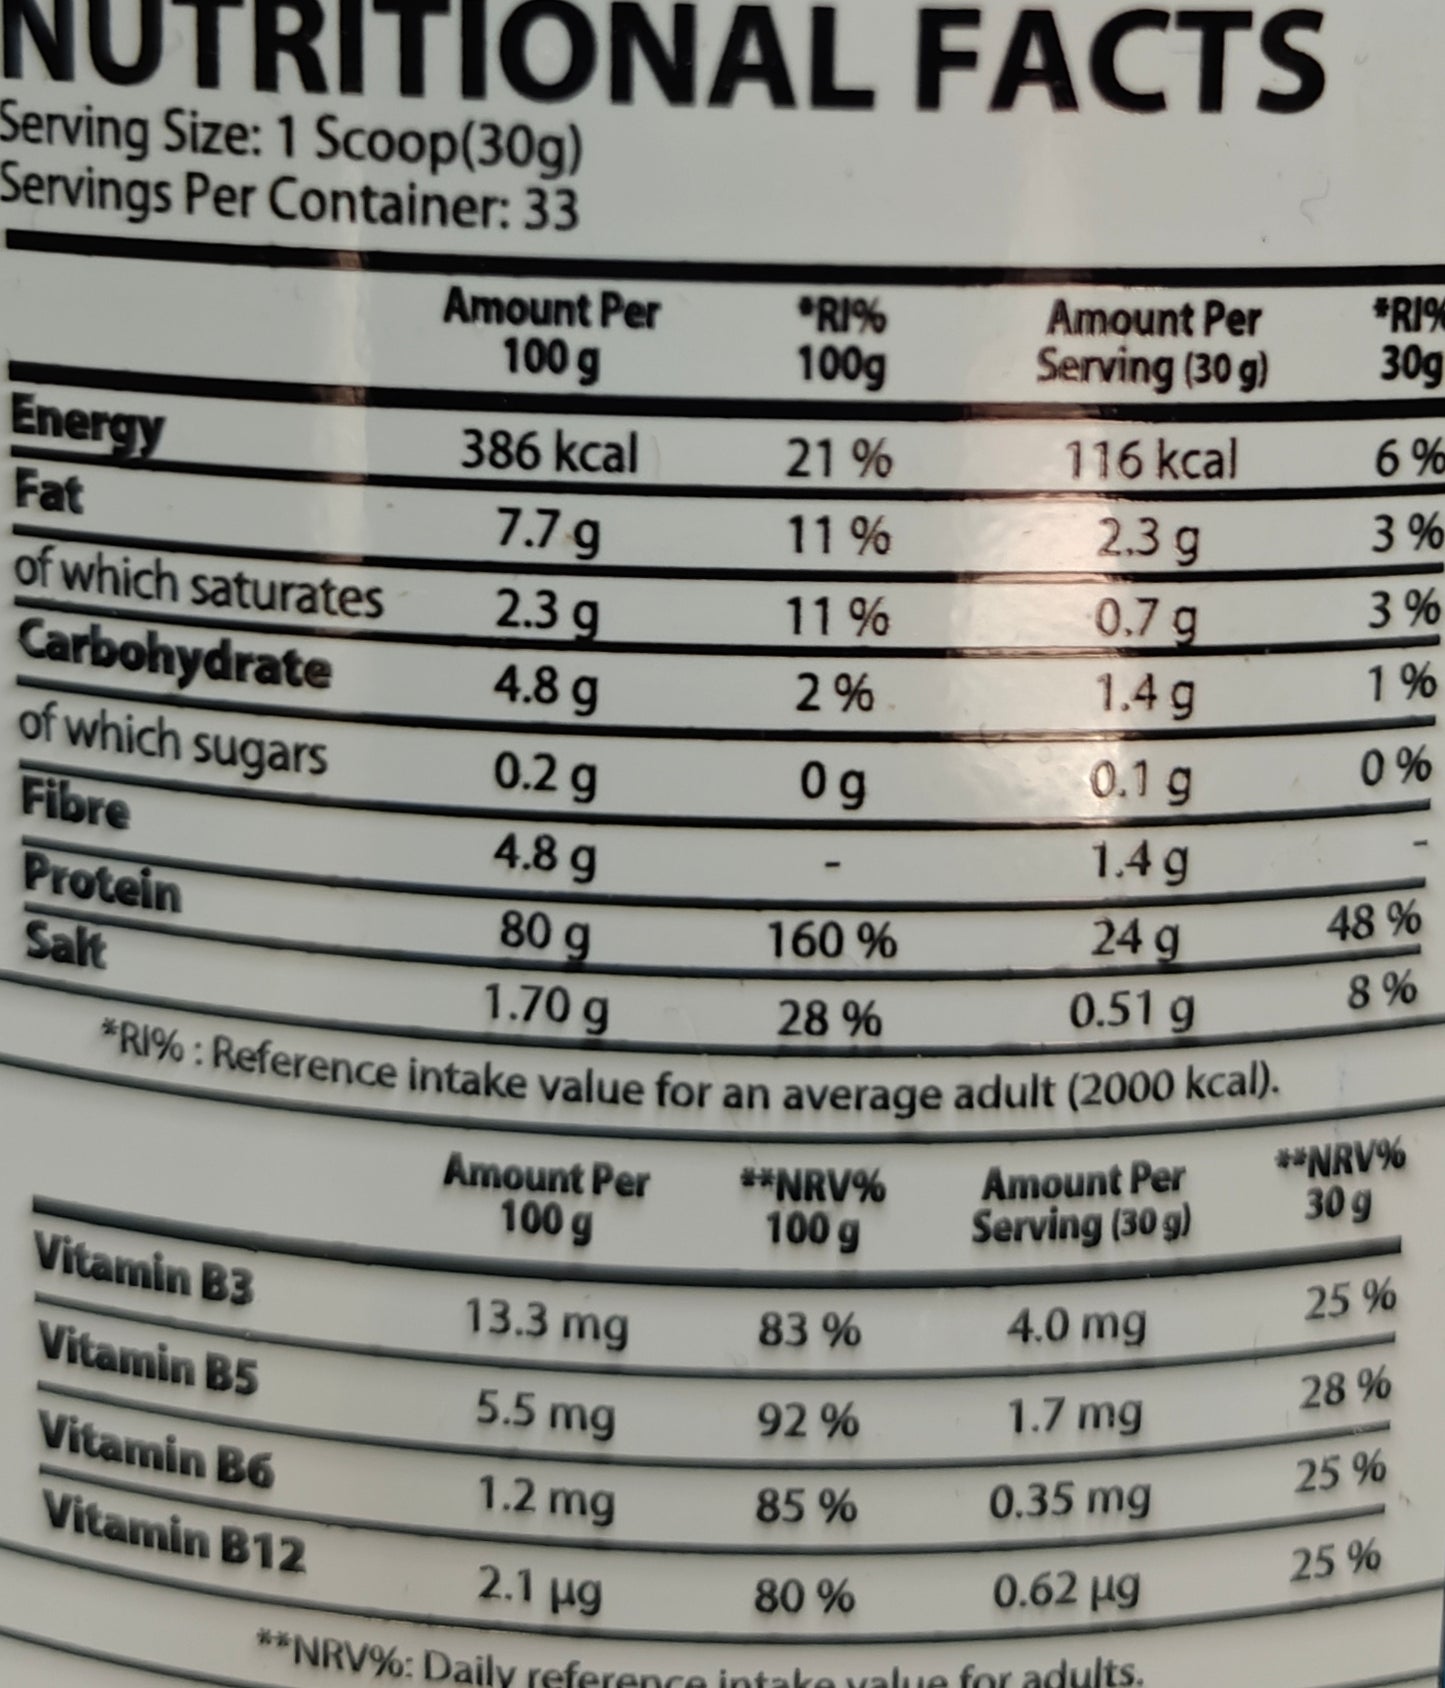 NUTRITIONAL FACTS
Serving Size: 1 Scoop(30g)
Servings Per Container: 33
Amount Per 100 g *RI% 100g Amount Per Serving (30 g) *RI% 30g
Energy 386 kcal 21 % 116 kcal 6 %
Fat 7.7 g 11 % 2.3 g 3 %
of which saturates 2.3 g 11 % 0.7 g 3 %
Carbohydrate 4.8 g 2 % 1.4 g 1 %
of which sugars 0.2 g 0 g 0.1 g 0 %
Fibre 4.8 g - 1.4 g -
Protein 80 g 160 % 24 g 48 %
Salt 1.70 g 28 % 0.51 g 8 %
*RI% : Reference intake value for an average adult (2000 kcal).
Amount Per 100 g **NRV% 100 g Amount Per Serving (30 g) **NRV% 30 g
Vitamin B3 13.3 mg 83 % 4.0 mg 25 %
Vitamin B5 5.5 mg 92 % 1.7 mg 28 %
Vitamin B6 1.2 mg 85 % 0.35 mg 25 %
Vitamin B12 2.1 µg 80 % 0.62 µg 25 %
**NRV%: Daily reference intake value for adults.